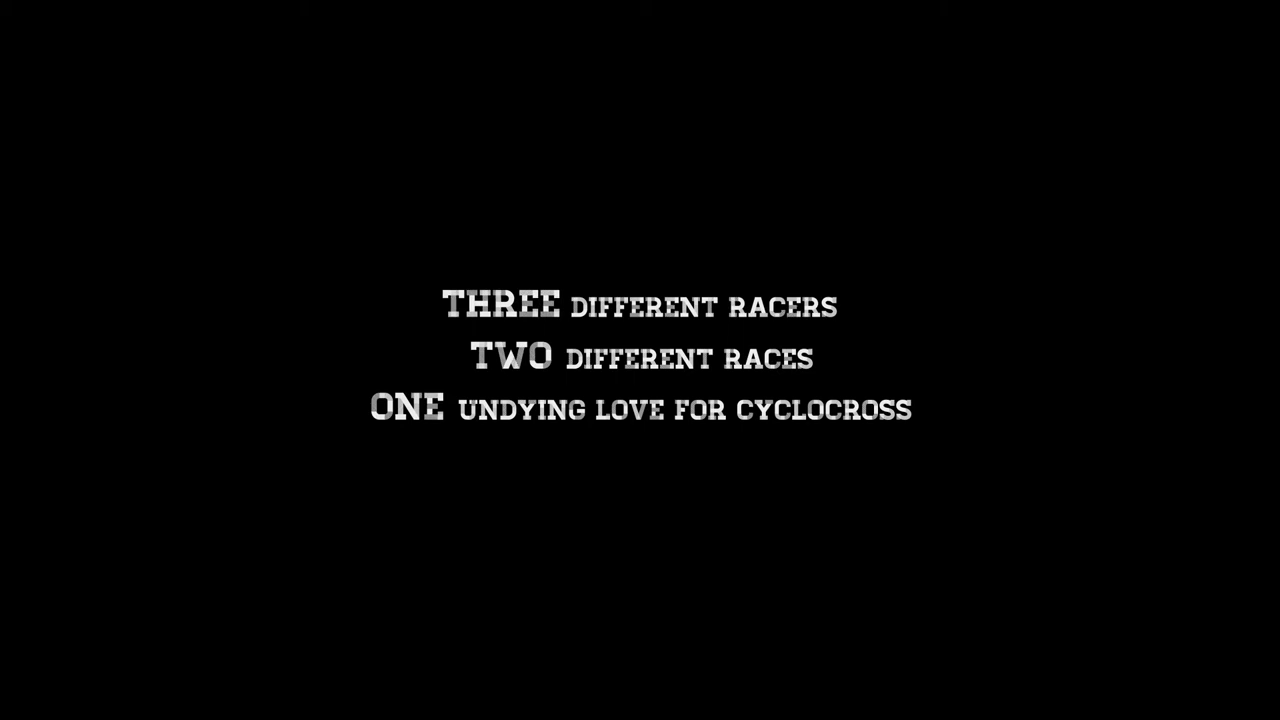 THREE DIFFERENT RACERS
TWO DIFFERENT RACES
ONE UNDYING LOVE FOR CYCLOCROSS